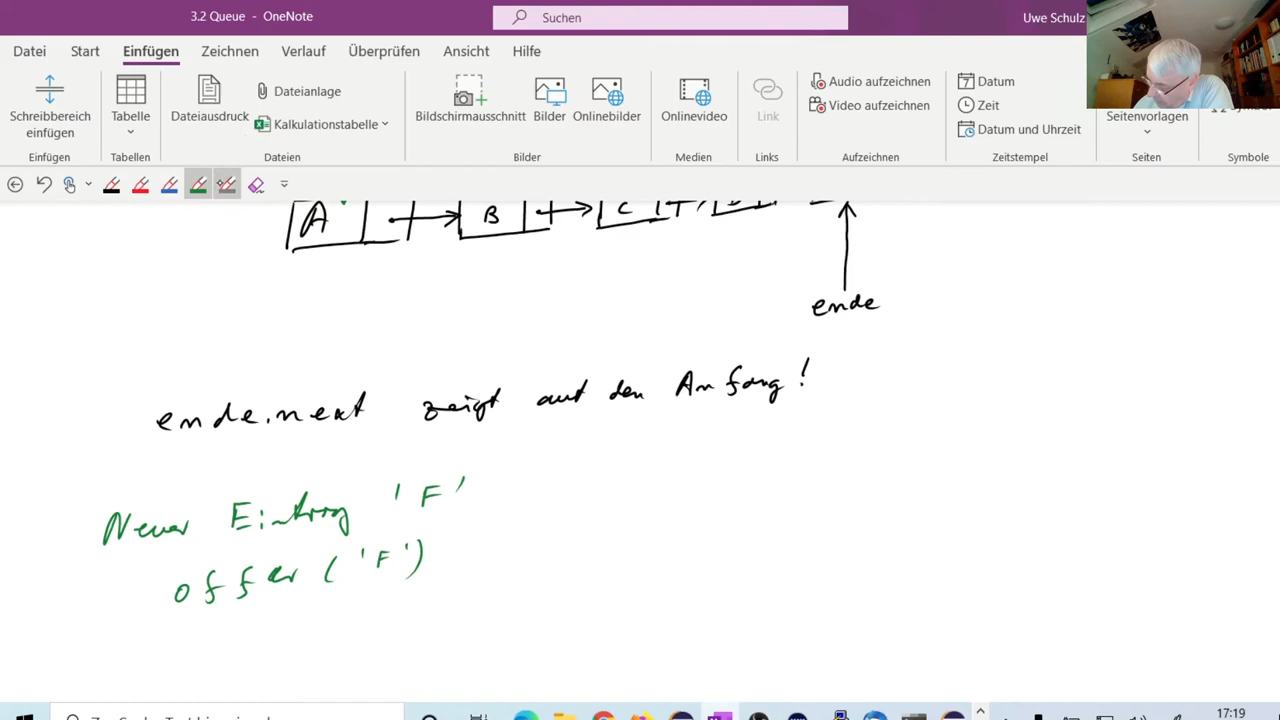 3.2 Queue - OneNote
Suchen
Uwe Schulz
Datei Start Einfügen Zeichnen Verlauf Überprüfen Ansicht Hilfe
Schreibbereich einfügen
Tabelle
Dateiausdruck
Dateianlage
Kalkulationstabelle
Bildschirmausschnitt
Bilder
Onlinebilder
Onlinevideo
Link
Audio aufzeichnen
Video aufzeichnen
Datum
Zeit
Datum und Uhrzeit
Seitenvorlagen
Einfügen Tabellen Dateien Bilder Medien Links Aufzeichnen Zeitstempel Seiten Symbole
A B C
ende
ende.next zeigt auf den Anfang!
Neuer Eintrag 'F'
offer('F')
17:19